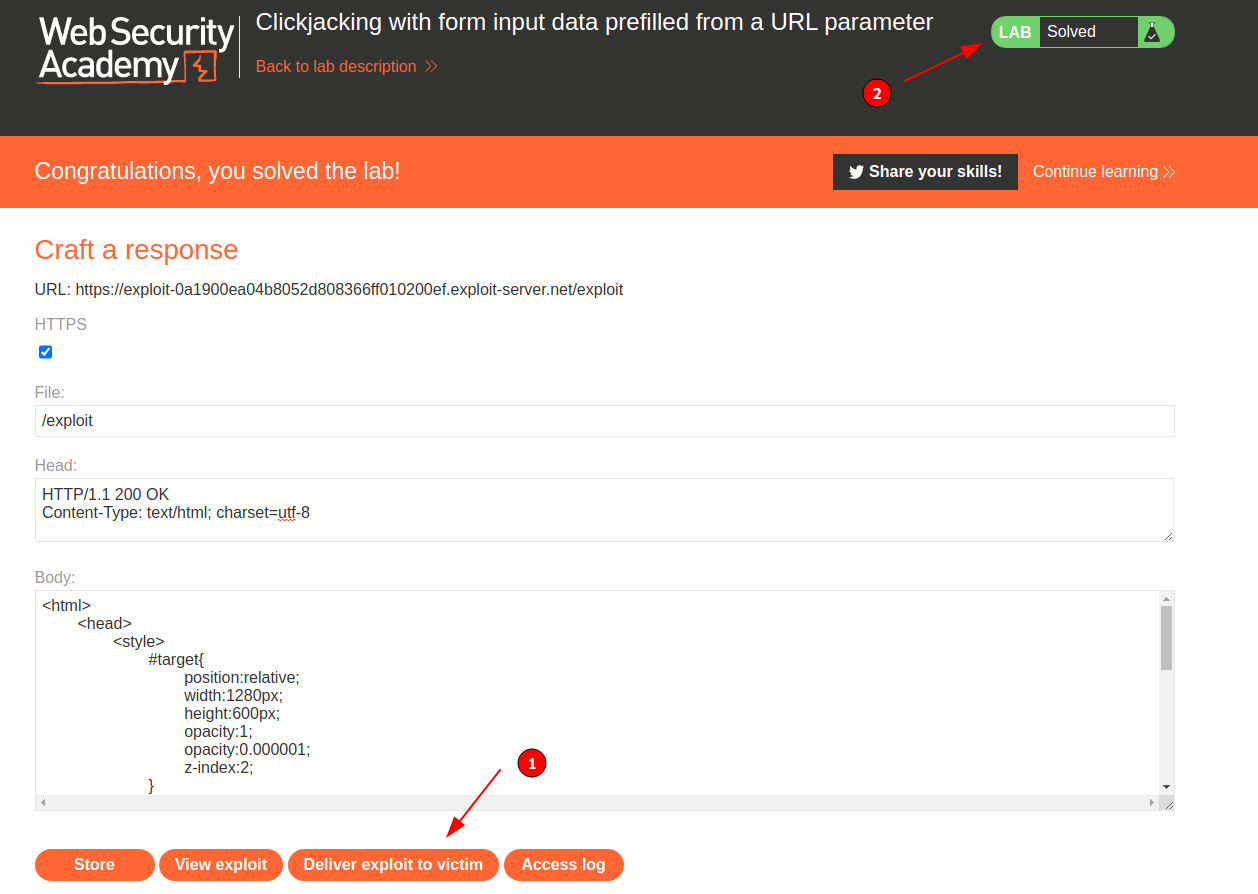 Web Security
Academy
Clickjacking with form input data prefilled from a URL parameter
Back to lab description
LAB Solved
2
Congratulations, you solved the lab!
Share your skills!
Continue learning
Craft a response
URL: https://exploit-0a1900ea04b8052d808366ff010200ef.exploit-server.net/exploit
HTTPS
File:
/exploit
Head:
HTTP/1.1 200 OK
Content-Type: text/html; charset=utf-8
Body:
<html>
<head>
<style>
#target{
position:relative;
width:1280px;
height:600px;
opacity:1;
opacity:0.000001;
z-index:2;
}
1
Store
View exploit
Deliver exploit to victim
Access log